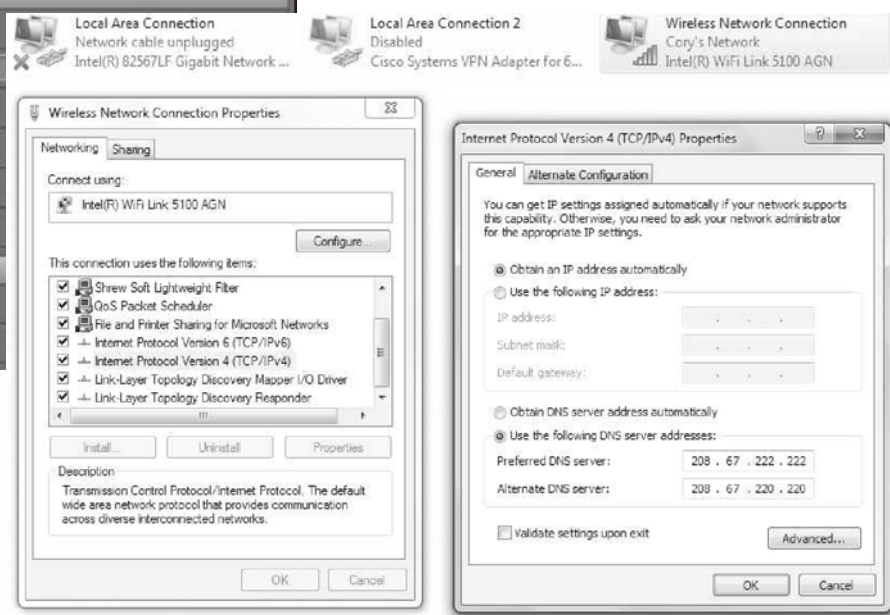 Local Area Connection
Network cable unplugged
Intel(R) 82567LF Gigabit Network ...
Local Area Connection 2
Disabled
Cisco Systems VPN Adapter for 6...
Wireless Network Connection
Cory's Network
Intel(R) WiFi Link 5100 AGN
Wireless Network Connection Properties
Networking
Sharing
Connect using:
Intel(R) WiFi Link 5100 AGN
Configure...
This connection uses the following items:
Shrew Soft Lightweight Filter
QoS Packet Scheduler
File and Printer Sharing for Microsoft Networks
Internet Protocol Version 6 (TCP/IPv6)
Internet Protocol Version 4 (TCP/IPv4)
Link-Layer Topology Discovery Mapper I/O Driver
Link-Layer Topology Discovery Responder
Install...
Uninstall
Properties
Description
Transmission Control Protocol/Internet Protocol. The default
wide area network protocol that provides communication
across diverse interconnected networks.
OK
Cancel
Internet Protocol Version 4 (TCP/IPv4) Properties
General
Alternate Configuration
You can get IP settings assigned automatically if your network supports
this capability. Otherwise, you need to ask your network administrator
for the appropriate IP settings.
Obtain an IP address automatically
Use the following IP address:
IP address:
Subnet mask:
Default gateway:
Obtain DNS server address automatically
Use the following DNS server addresses:
Preferred DNS server: 208 . 67 . 222 . 222
Alternate DNS server: 208 . 67 . 220 . 220
Validate settings upon exit
Advanced...
OK
Cancel